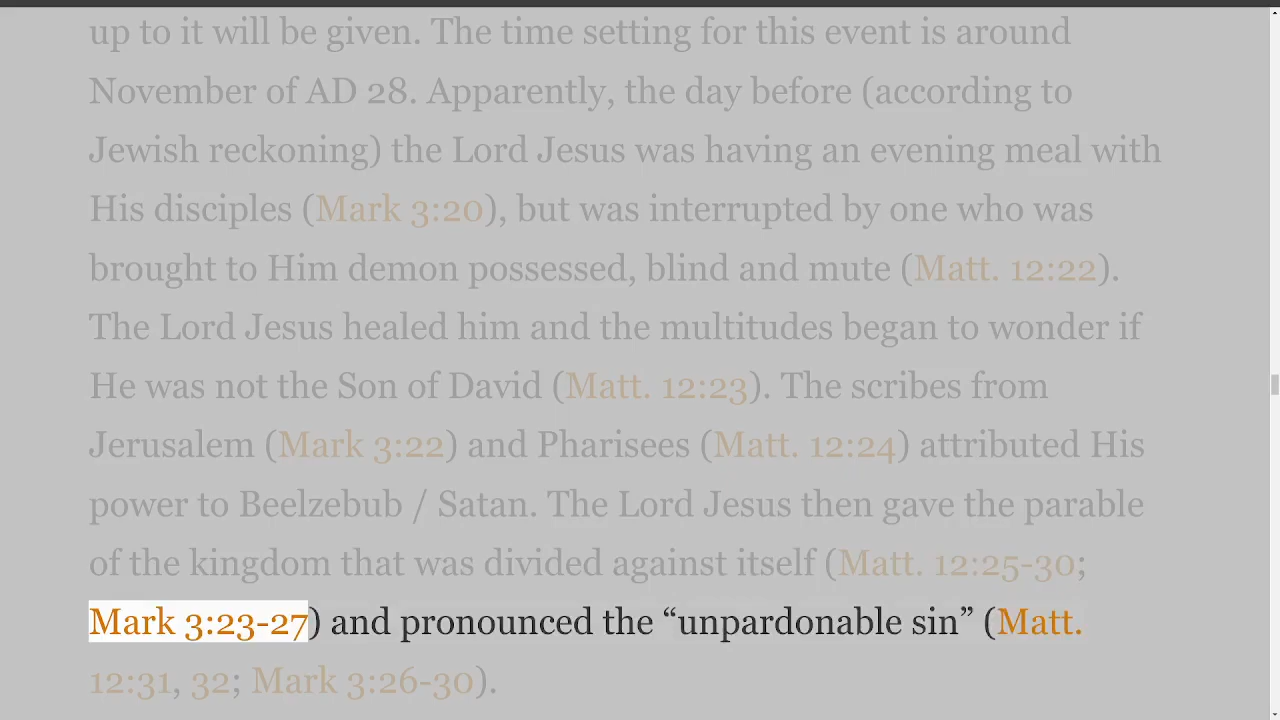 up to it will be given. The time setting for this event is around
November of AD 28. Apparently, the day before (according to
Jewish reckoning) the Lord Jesus was having an evening meal with
His disciples (Mark 3:20), but was interrupted by one who was
brought to Him demon possessed, blind and mute (Matt. 12:22).
The Lord Jesus healed him and the multitudes began to wonder if
He was not the Son of David (Matt. 12:23). The scribes from
Jerusalem (Mark 3:22) and Pharisees (Matt. 12:24) attributed His
power to Beelzebub / Satan. The Lord Jesus then gave the parable
of the kingdom that was divided against itself (Matt. 12:25-30;
Mark 3:23-27) and pronounced the “unpardonable sin” (Matt.
12:31, 32; Mark 3:26-30).